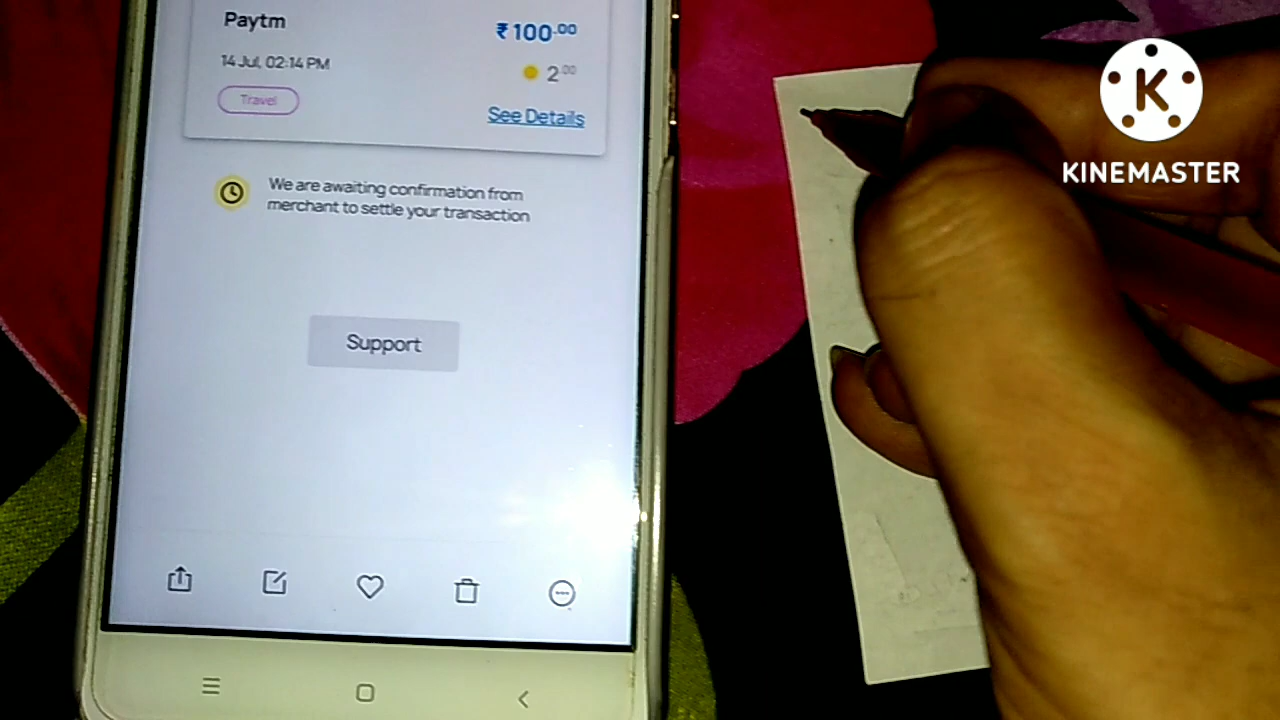 Paytm
₹100.00
14 Jul, 02:14 PM
2.00
Travel
See Details
We are awaiting confirmation from
merchant to settle your transaction
Support
K
KINEMASTER